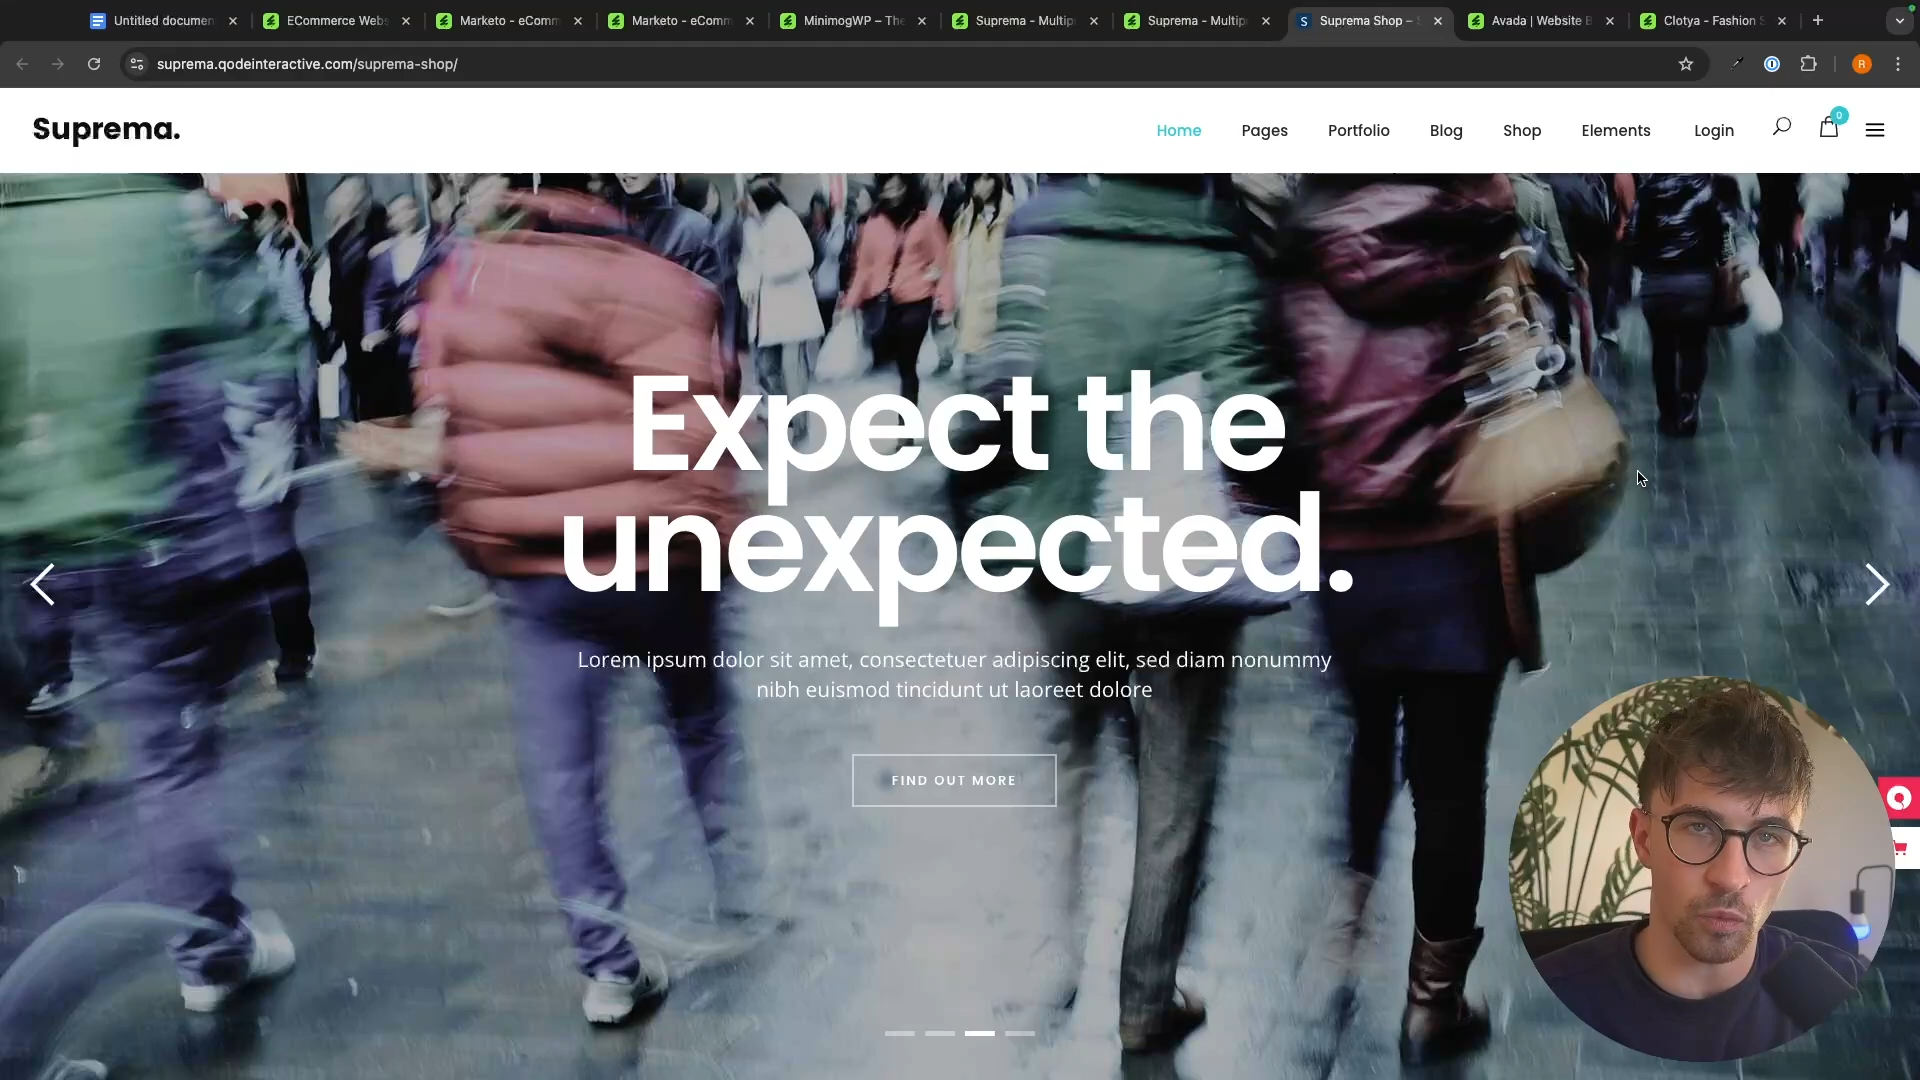 Untitled documen
ECommerce Webs
Marketo - eComm
Marketo - eComm
MinimogWP – The
Suprema - Multip
Suprema - Multip
Suprema Shop – S
Avada | Website B
Clotya - Fashion S
suprema.qodeinteractive.com/suprema-shop/
R
Suprema.
Home
Pages
Portfolio
Blog
Shop
Elements
Login
0
Expect the
unexpected.
Lorem ipsum dolor sit amet, consectetuer adipiscing elit, sed diam nonummy
nibh euismod tincidunt ut laoreet dolore
FIND OUT MORE